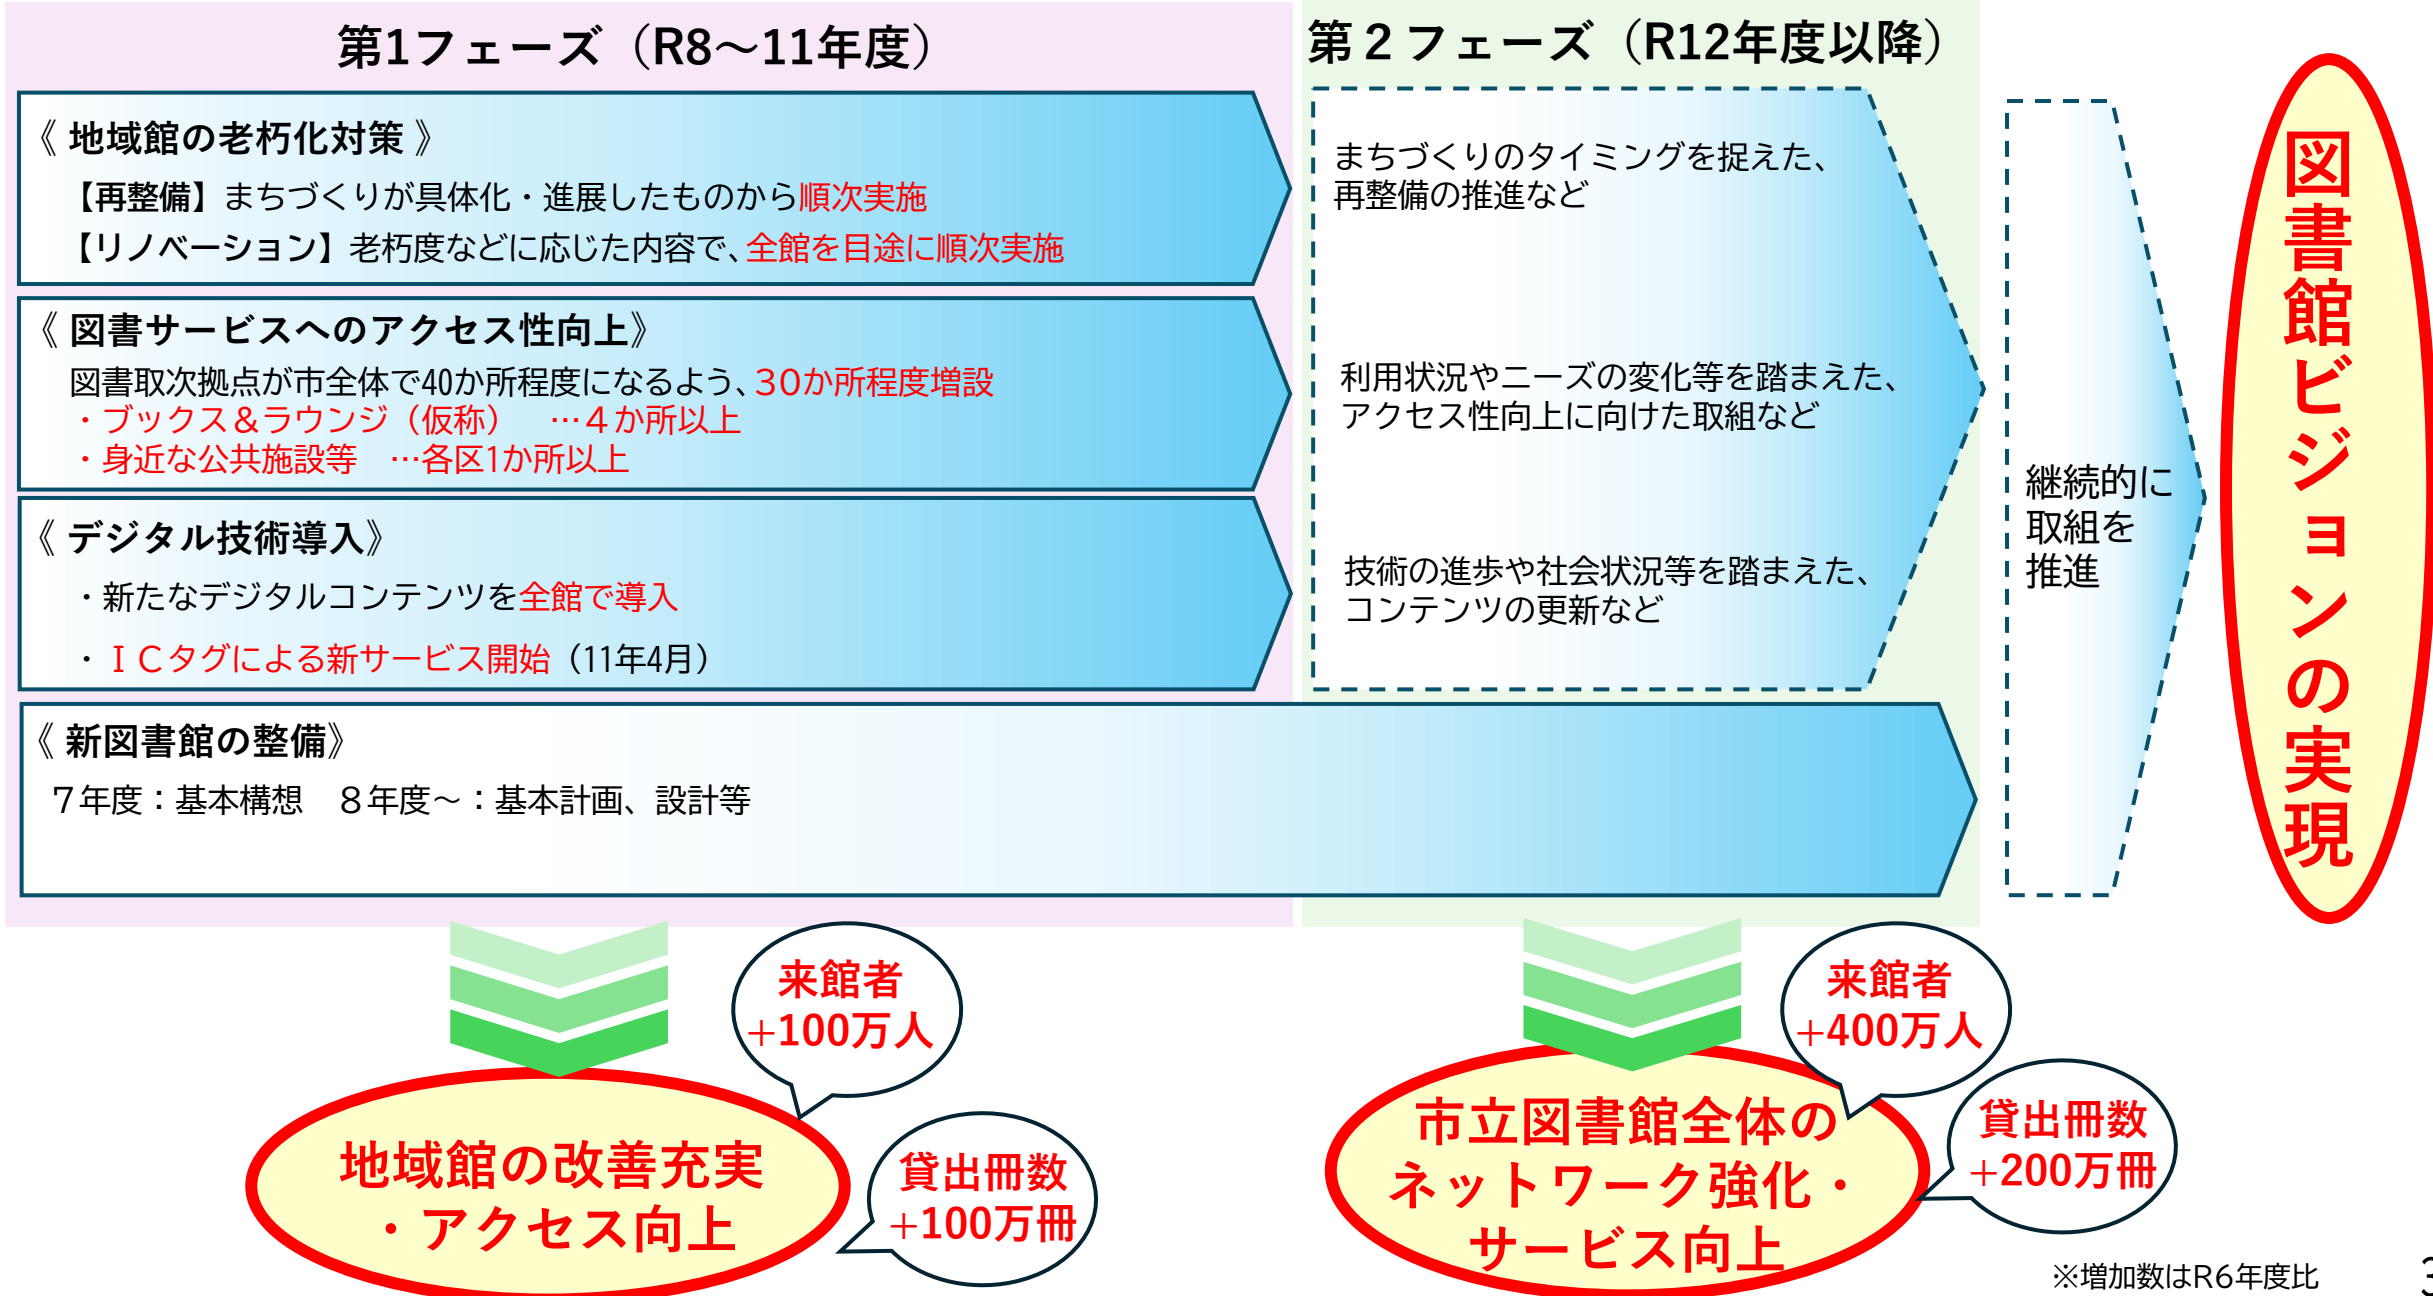 第1フェーズ（R8～11年度）
《 地域館の老朽化対策 》
【再整備】まちづくりが具体化・進展したものから順次実施
【リノベーション】老朽度などに応じた内容で、全館を目途に順次実施
《 図書サービスへのアクセス性向上》
図書取次拠点が市全体で40か所程度になるよう、３０か所程度増設
・ブックス＆ラウンジ（仮称）　…４か所以上
・身近な公共施設等　…各区1か所以上
《 デジタル技術導入》
・新たなデジタルコンテンツを全館で導入
・ＩＣタグによる新サービス開始（11年4月）
《 新図書館の整備》
７年度：基本構想　８年度～：基本計画、設計等
第２フェーズ（R12年度以降）
まちづくりのタイミングを捉えた、
再整備の推進など
利用状況やニーズの変化等を踏まえた、
アクセス性向上に向けた取組など
技術の進歩や社会状況等を踏まえた、
コンテンツの更新など
継続的に
取組を
推進
図書館ビジョンの実現
来館者
+100万人
貸出冊数
+100万冊
地域館の改善充実
・アクセス向上
来館者
+400万人
貸出冊数
+200万冊
市立図書館全体の
ネットワーク強化・
サービス向上
※増加数はR6年度比